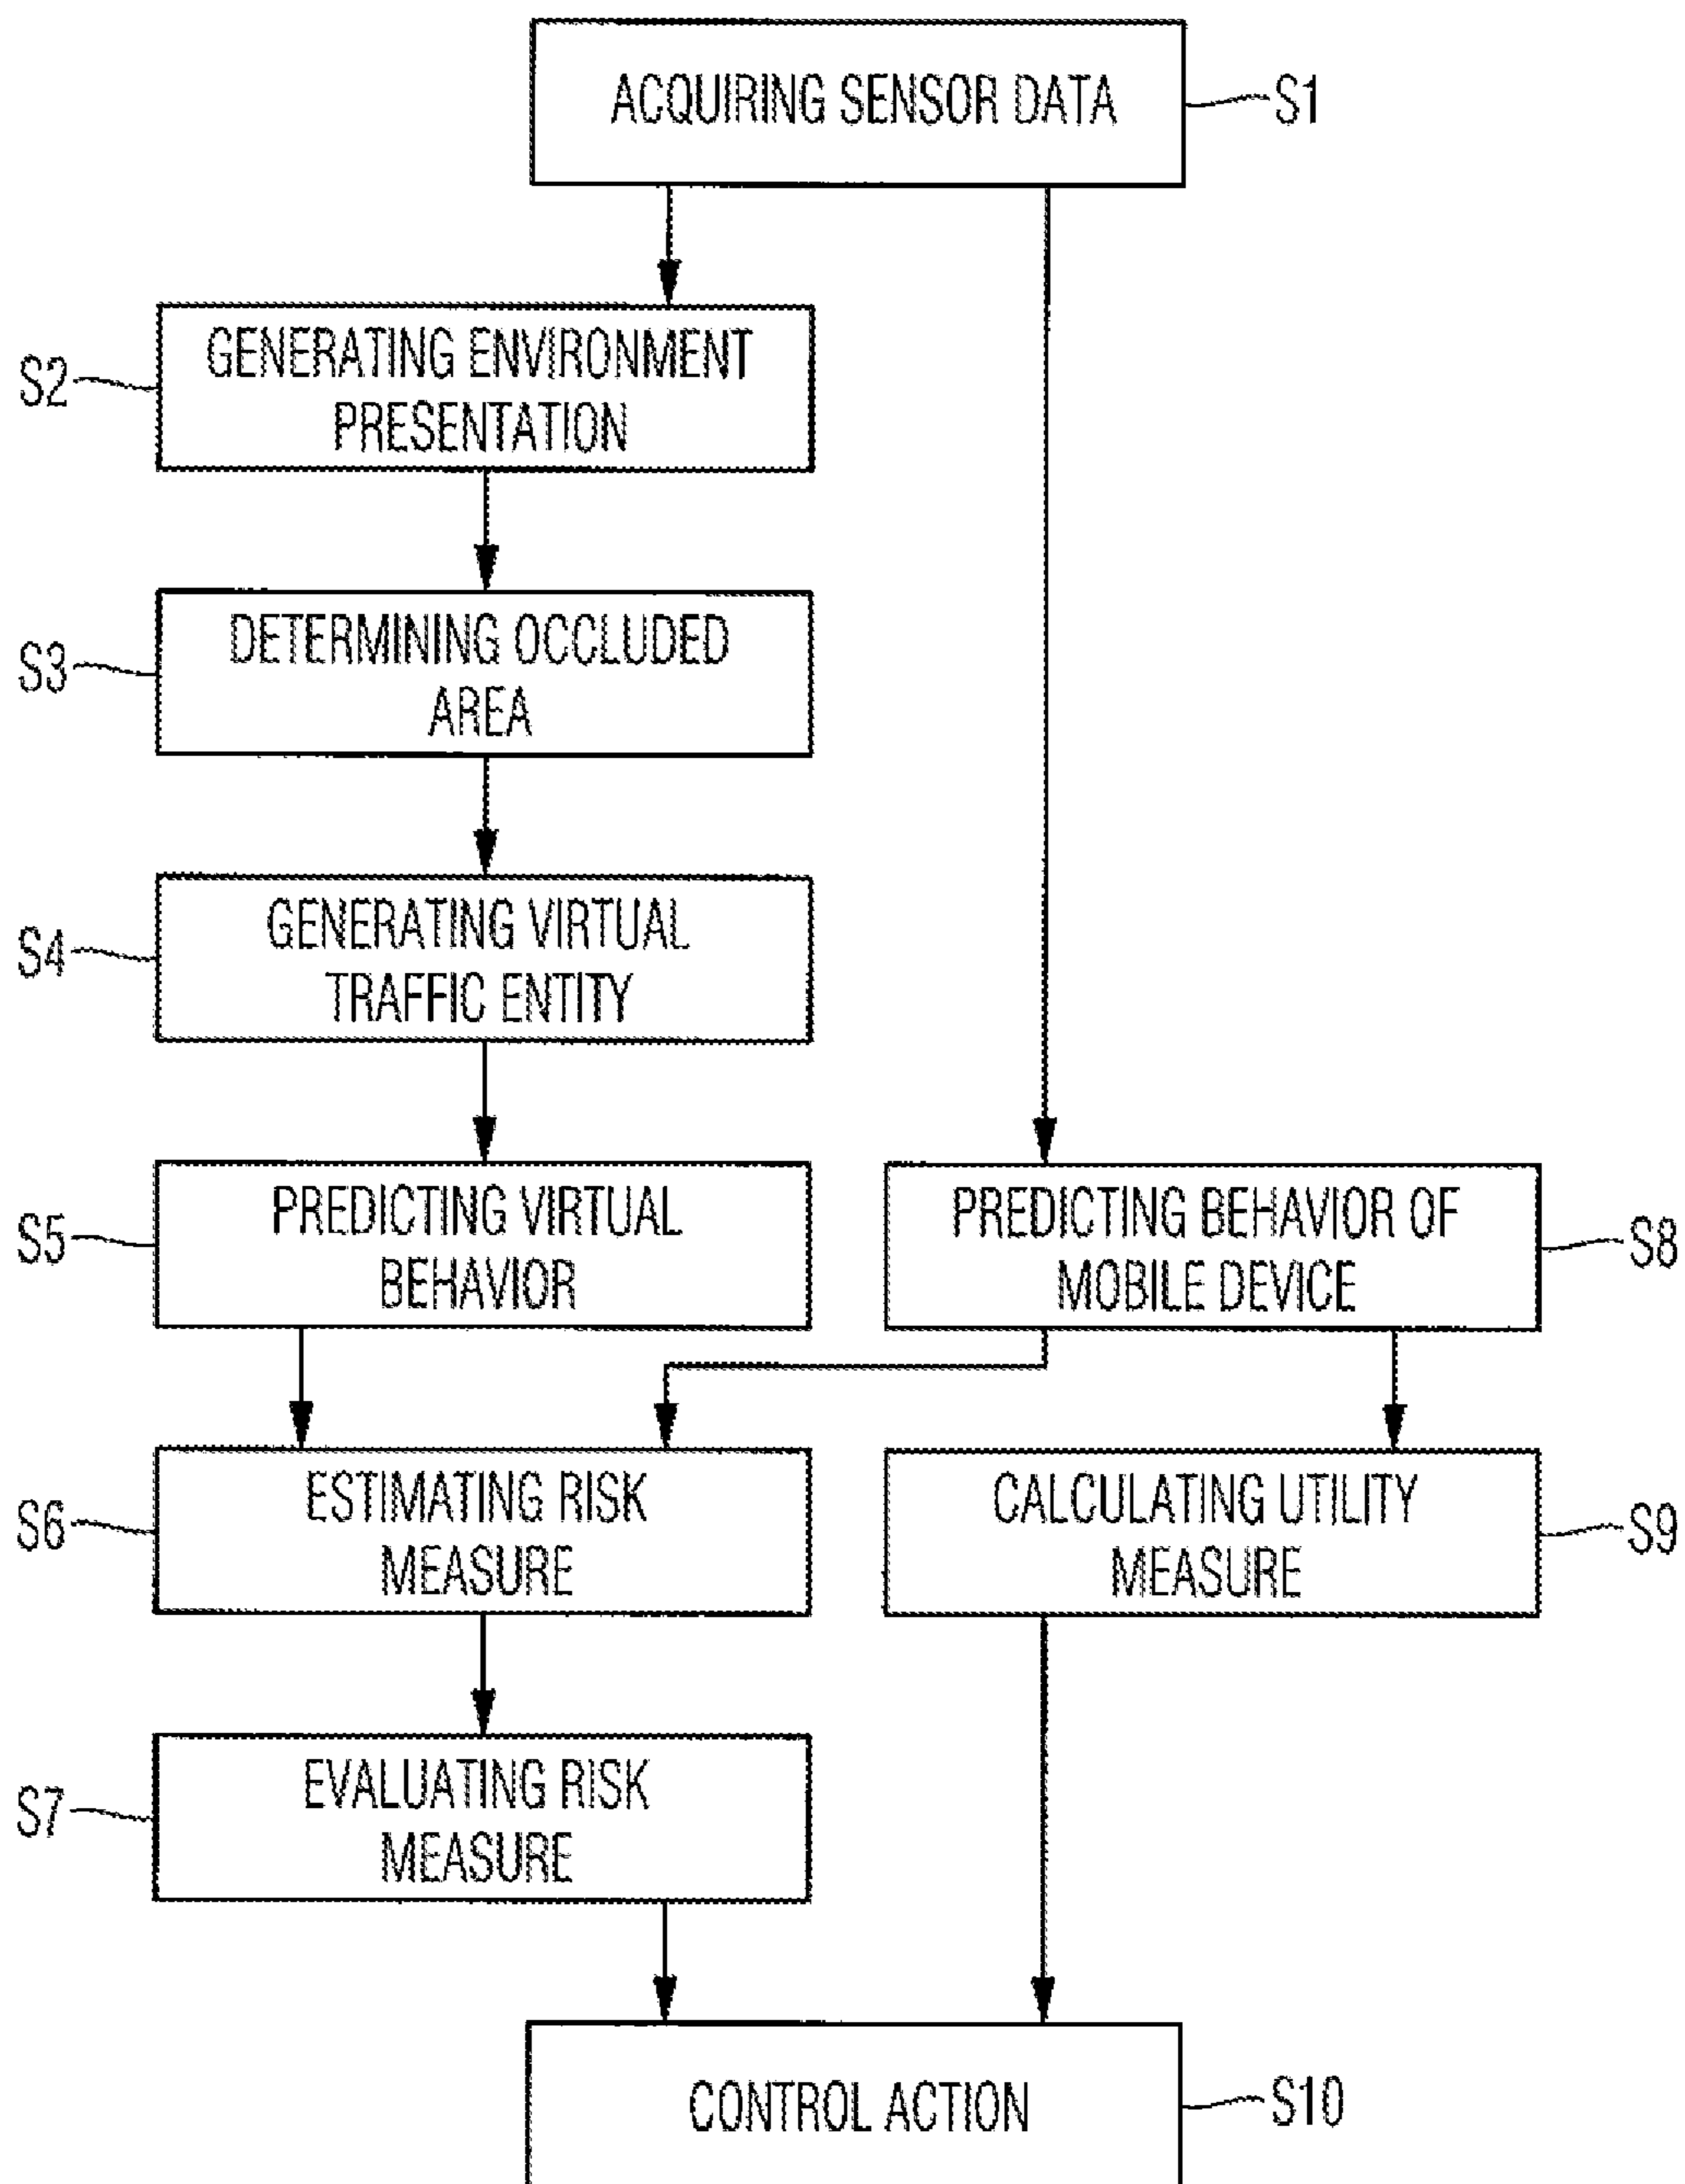 ACQUIRING SENSOR DATA
S1
S2
GENERATING ENVIRONMENT
PRESENTATION
S3
DETERMINING OCCLUDED
AREA
S4
GENERATING VIRTUAL
TRAFFIC ENTITY
S5
PREDICTING VIRTUAL
BEHAVIOR
PREDICTING BEHAVIOR OF
MOBILE DEVICE
S8
S6
ESTIMATING RISK
MEASURE
CALCULATING UTILITY
MEASURE
S9
S7
EVALUATING RISK
MEASURE
CONTROL ACTION
S10